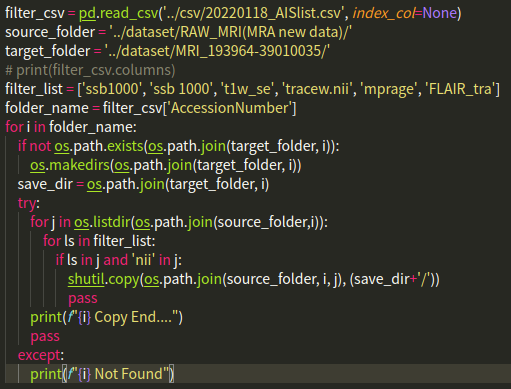 filter_csv = pd.read_csv('../csv/20220118_AISlist.csv', index_col=None)
source_folder = '../dataset/RAW_MRI(MRA new data)/'
target_folder = '../dataset/MRI_193964-39010035/'
# print(filter_csv.columns)
filter_list = ['ssb1000', 'ssb 1000', 't1w_se', 'tracew.nii', 'mprage', 'FLAIR_tra']
folder_name = filter_csv['AccessionNumber']
for i in folder_name:
    if not os.path.exists(os.path.join(target_folder, i)):
        os.makedirs(os.path.join(target_folder, i))
    save_dir = os.path.join(target_folder, i)
    try:
        for j in os.listdir(os.path.join(source_folder,i)):
            for ls in filter_list:
                if ls in j and 'nii' in j:
                    shutil.copy(os.path.join(source_folder, i, j), (save_dir+'/'))
                    pass
        print(f"{i} Copy End....")
        pass
    except:
        print(f"{i} Not Found")